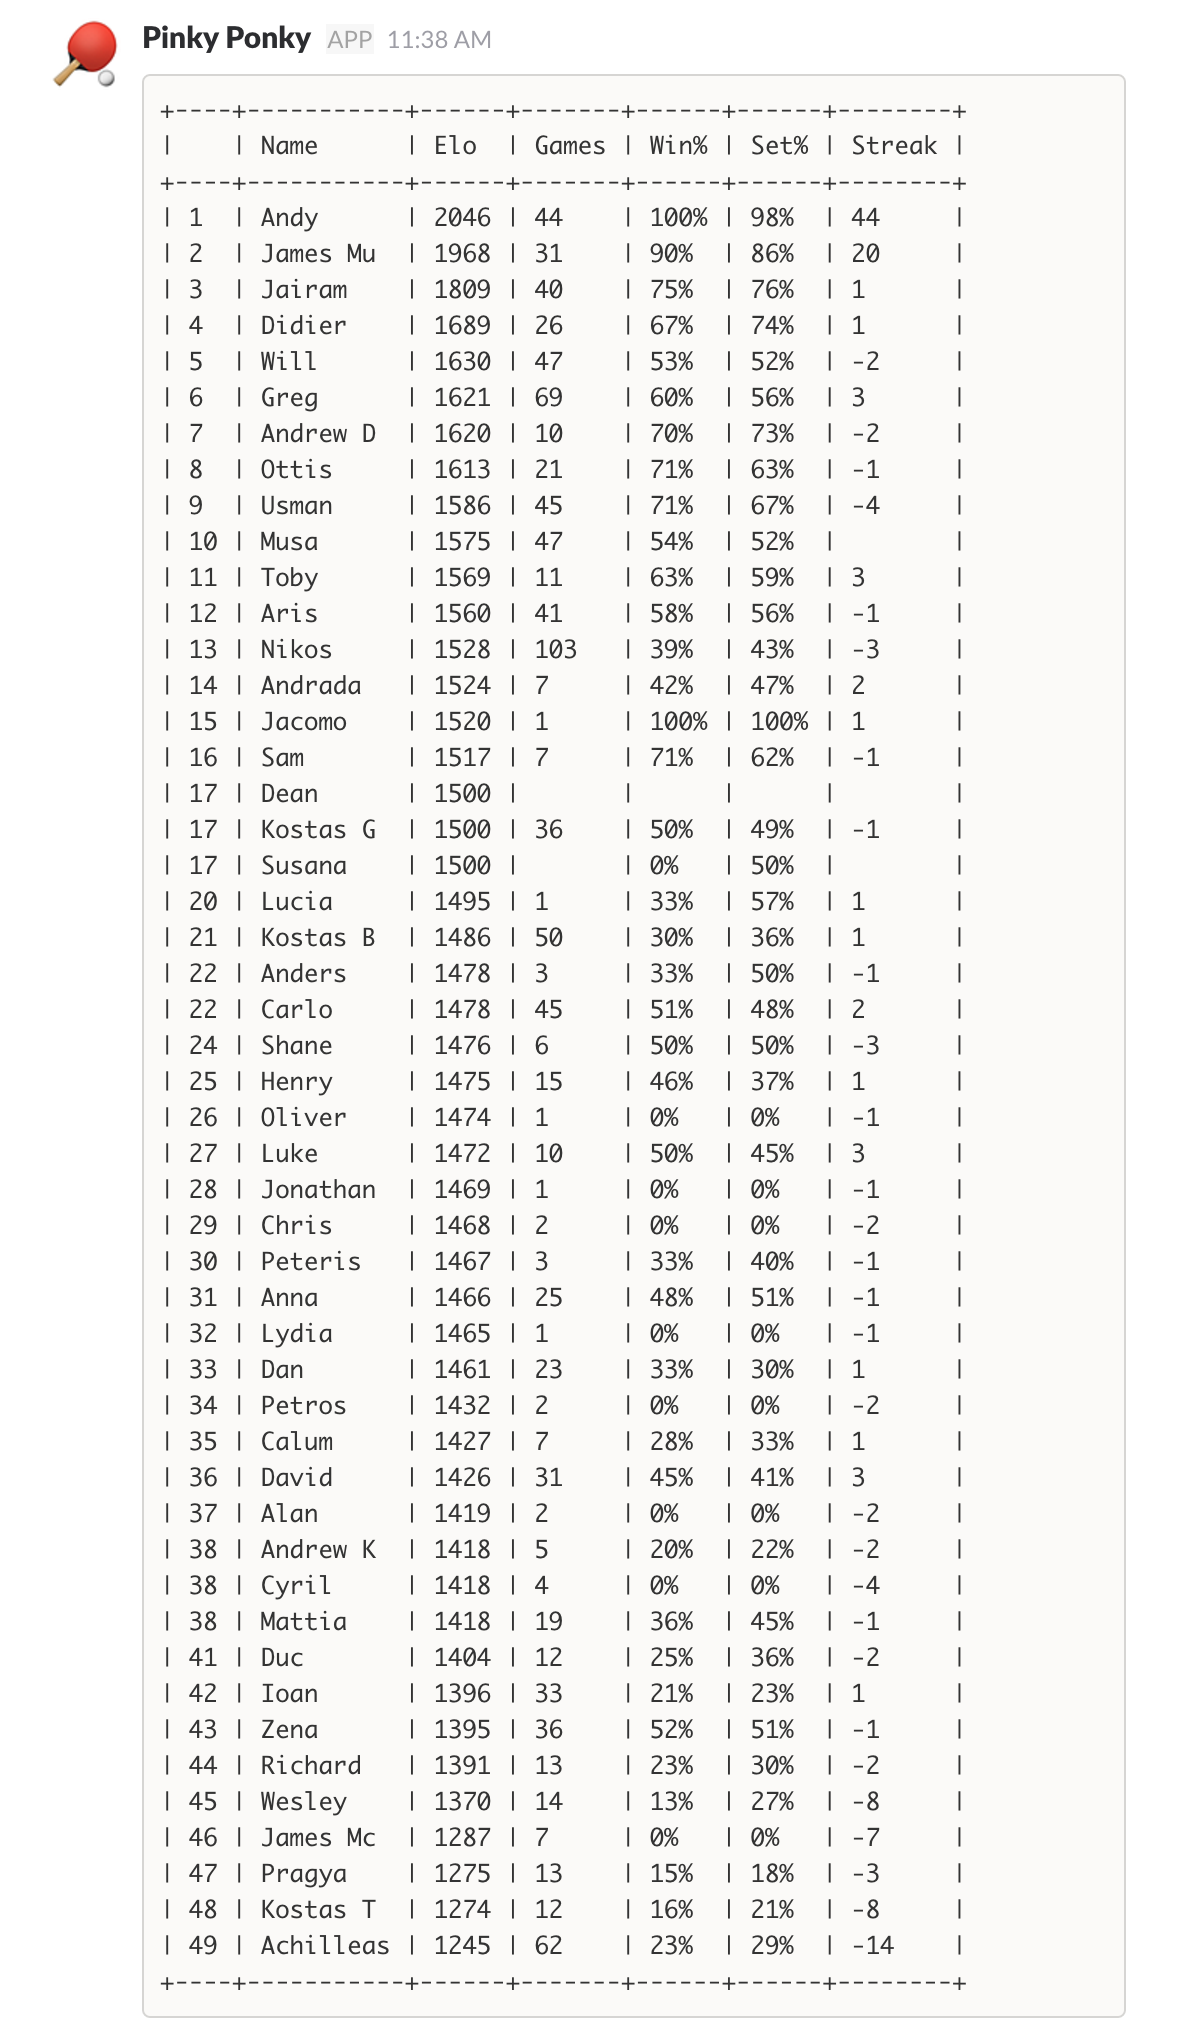 Pinky Ponky APP 11:38 AM
+----+-----------+------+-------+------+------+--------+
|    | Name      | Elo  | Games | Win% | Set% | Streak |
+----+-----------+------+-------+------+------+--------+
| 1  | Andy      | 2046 | 44    | 100% | 98%  | 44     |
| 2  | James Mu  | 1968 | 31    | 90%  | 86%  | 20     |
| 3  | Jairam    | 1809 | 40    | 75%  | 76%  | 1      |
| 4  | Didier    | 1689 | 26    | 67%  | 74%  | 1      |
| 5  | Will      | 1630 | 47    | 53%  | 52%  | -2     |
| 6  | Greg      | 1621 | 69    | 60%  | 56%  | 3      |
| 7  | Andrew D  | 1620 | 10    | 70%  | 73%  | -2     |
| 8  | Ottis     | 1613 | 21    | 71%  | 63%  | -1     |
| 9  | Usman     | 1586 | 45    | 71%  | 67%  | -4     |
| 10 | Musa      | 1575 | 47    | 54%  | 52%  |        |
| 11 | Toby      | 1569 | 11    | 63%  | 59%  | 3      |
| 12 | Aris      | 1560 | 41    | 58%  | 56%  | -1     |
| 13 | Nikos     | 1528 | 103   | 39%  | 43%  | -3     |
| 14 | Andrada   | 1524 | 7     | 42%  | 47%  | 2      |
| 15 | Jacomo    | 1520 | 1     | 100% | 100% | 1      |
| 16 | Sam       | 1517 | 7     | 71%  | 62%  | -1     |
| 17 | Dean      | 1500 |       |      |      |        |
| 17 | Kostas G  | 1500 | 36    | 50%  | 49%  | -1     |
| 17 | Susana    | 1500 |       | 0%   | 50%  |        |
| 20 | Lucia     | 1495 | 1     | 33%  | 57%  | 1      |
| 21 | Kostas B  | 1486 | 50    | 30%  | 36%  | 1      |
| 22 | Anders    | 1478 | 3     | 33%  | 50%  | -1     |
| 22 | Carlo     | 1478 | 45    | 51%  | 48%  | 2      |
| 24 | Shane     | 1476 | 6     | 50%  | 50%  | -3     |
| 25 | Henry     | 1475 | 15    | 46%  | 37%  | 1      |
| 26 | Oliver    | 1474 | 1     | 0%   | 0%   | -1     |
| 27 | Luke      | 1472 | 10    | 50%  | 45%  | 3      |
| 28 | Jonathan  | 1469 | 1     | 0%   | 0%   | -1     |
| 29 | Chris     | 1468 | 2     | 0%   | 0%   | -2     |
| 30 | Peteris   | 1467 | 3     | 33%  | 40%  | -1     |
| 31 | Anna      | 1466 | 25    | 48%  | 51%  | -1     |
| 32 | Lydia     | 1465 | 1     | 0%   | 0%   | -1     |
| 33 | Dan       | 1461 | 23    | 33%  | 30%  | 1      |
| 34 | Petros    | 1432 | 2     | 0%   | 0%   | -2     |
| 35 | Calum     | 1427 | 7     | 28%  | 33%  | 1      |
| 36 | David     | 1426 | 31    | 45%  | 41%  | 3      |
| 37 | Alan      | 1419 | 2     | 0%   | 0%   | -2     |
| 38 | Andrew K  | 1418 | 5     | 20%  | 22%  | -2     |
| 38 | Cyril     | 1418 | 4     | 0%   | 0%   | -4     |
| 38 | Mattia    | 1418 | 19    | 36%  | 45%  | -1     |
| 41 | Duc       | 1404 | 12    | 25%  | 36%  | -2     |
| 42 | Ioan      | 1396 | 33    | 21%  | 23%  | 1      |
| 43 | Zena      | 1395 | 36    | 52%  | 51%  | -1     |
| 44 | Richard   | 1391 | 13    | 23%  | 30%  | -2     |
| 45 | Wesley    | 1370 | 14    | 13%  | 27%  | -8     |
| 46 | James Mc  | 1287 | 7     | 0%   | 0%   | -7     |
| 47 | Pragya    | 1275 | 13    | 15%  | 18%  | -3     |
| 48 | Kostas T  | 1274 | 12    | 16%  | 21%  | -8     |
| 49 | Achilleas | 1245 | 62    | 23%  | 29%  | -14    |
+----+-----------+------+-------+------+------+--------+